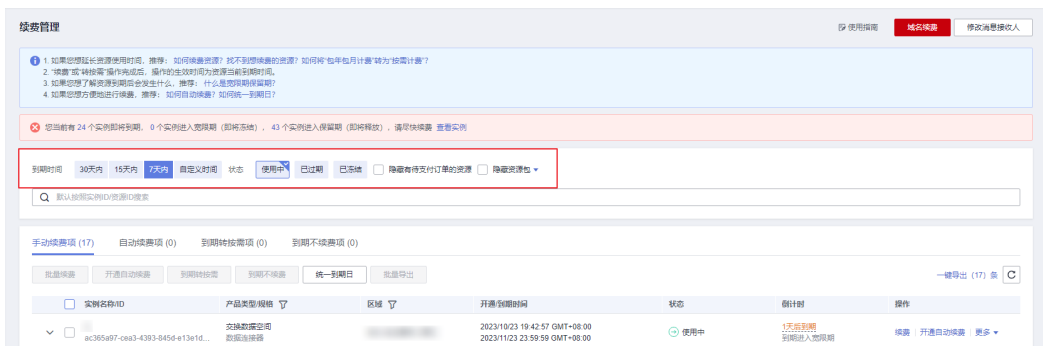 续费管理
使用指南
域名续费
修改消息接收人
1. 如果您想延长资源使用时间，推荐： 如何续费资源？找不到想续费的资源？如何将“包年包月计费”转为“按需计费”？
2. “续费”或“转按需”操作完成后，操作的生效时间为资源当前到期时间。
3. 如果您想了解资源到期后会发生什么，推荐： 什么是宽限期保留期？
4. 如果您想方便地进行续费，推荐： 如何自动续费？如何统一到期日？
您当前有 24 个实例即将到期， 0 个实例进入宽限期（即将冻结）， 43 个实例进入保留期（即将释放），请尽快续费 查看实例
到期时间 30天内 15天内 7天内 自定义时间 状态 使用中 已过期 已冻结 隐藏有待支付订单的资源 隐藏资源包
默认按照实例ID/资源ID搜索
手动续费项 (17) 自动续费项 (0) 到期转按需项 (0) 到期不续费项 (0)
批量续费 开通自动续费 到期转按需 到期不续费 统一到期日 批量导出 一键导出（17）条
实例名称/ID 产品类型/规格 区域 开通/到期时间 状态 倒计时 操作
交换数据空间 2023/10/23 19:42:57 GMT+08:00 使用中 1天后到期 续费 开通自动续费 更多
ac365a97-cea3-4393-845d-e13e1d... 数据连接器 2023/11/23 23:59:59 GMT+08:00 到期进入宽限期